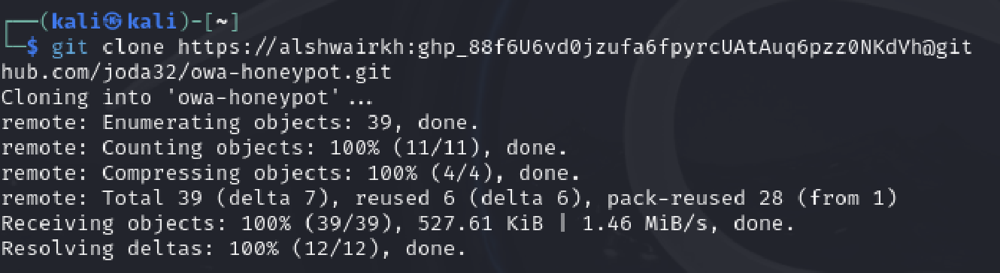 ┌──(kali㉿kali)-[~]
└─$ git clone https://alshwairkh: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@git
hub.com/joda32/owa-honeypot.git
Cloning into 'owa-honeypot'...
remote: Enumerating objects: 39, done.
remote: Counting objects: 100% (11/11), done.
remote: Compressing objects: 100% (4/4), done.
remote: Total 39 (delta 7), reused 6 (delta 6), pack-reused 28 (from 1)
Receiving objects: 100% (39/39), 527.61 KiB | 1.46 MiB/s, done.
Resolving deltas: 100% (12/12), done.